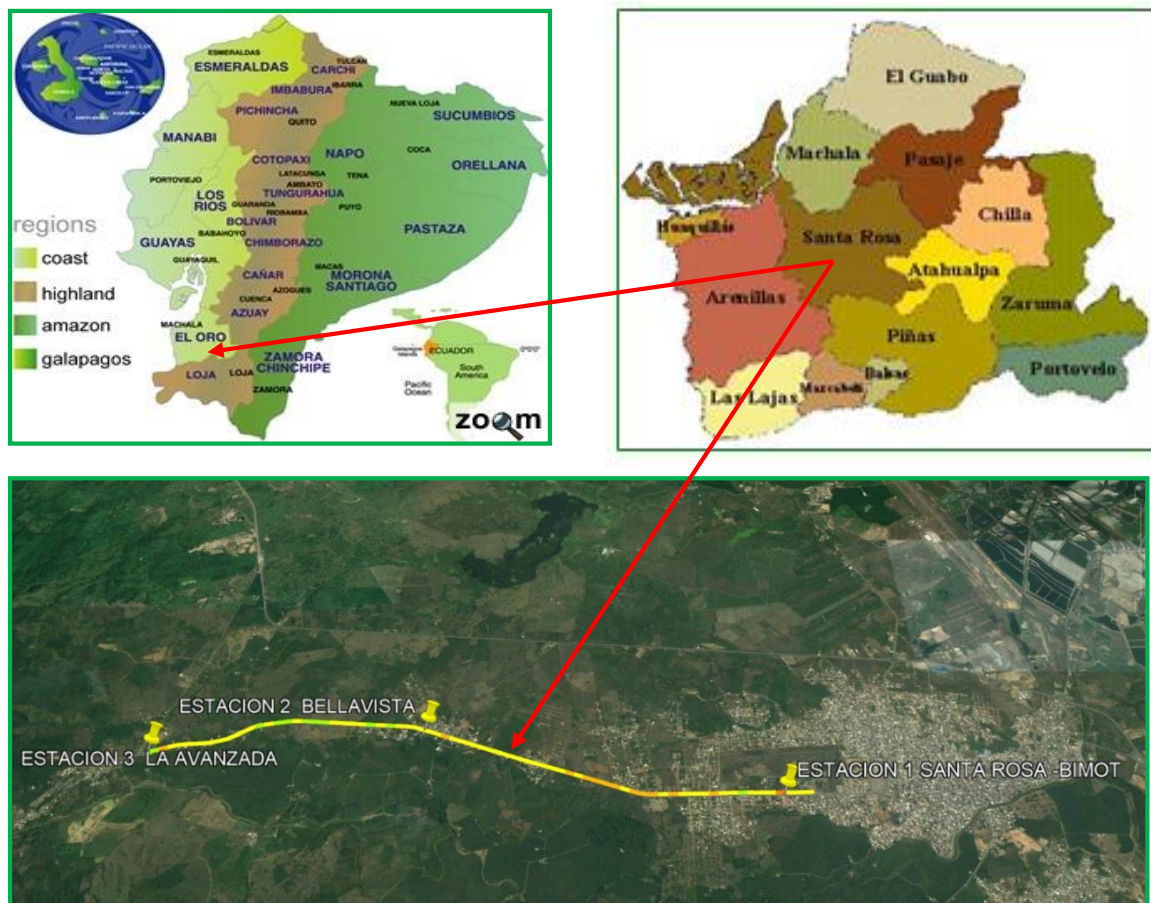 ESMERALDAS
ESMERALDAS
TULCAN
CARCHI
IBARRA
IMBABURA
PICHINCHA
QUITO
NUEVA LOJA
SUCUMBIOS
MANABI
COTOPAXI
NAPO
COCA
ORELLANA
LATACUNGA
AMBATO
TENA
PORTOVIEJO
LOS
RIOS
TUNGURAHUA
GUARANDA
RIOBAMBA
PUYO
BOLIVAR
BABAHOYO
PASTAZA
GUAYAS
CHIMBORAZO
GUAYAQUIL
MACAS
CAÑAR
MORONA
SANTIAGO
AZOGUES
CUENCA
AZUAY
MACHALA
EL ORO
ZAMORA
CHINCHIPE
LOJA
LOJA
ZAMORA
regions
coast
highland
amazon
galapagos
Galapagos
Islands
ECUADOR
South
America
Pacific
Ocean
zoom
El Guabo
Machala
Pasaje
Chilla
Huaquillas
Santa Rosa
Atahualpa
Arenillas
Zaruma
Piñas
Balsas
Portovelo
Marcabeli
Las Lajas
ESTACION 2 BELLAVISTA
ESTACION 3 LA AVANZADA
ESTACION 1 SANTA ROSA -BIMOT